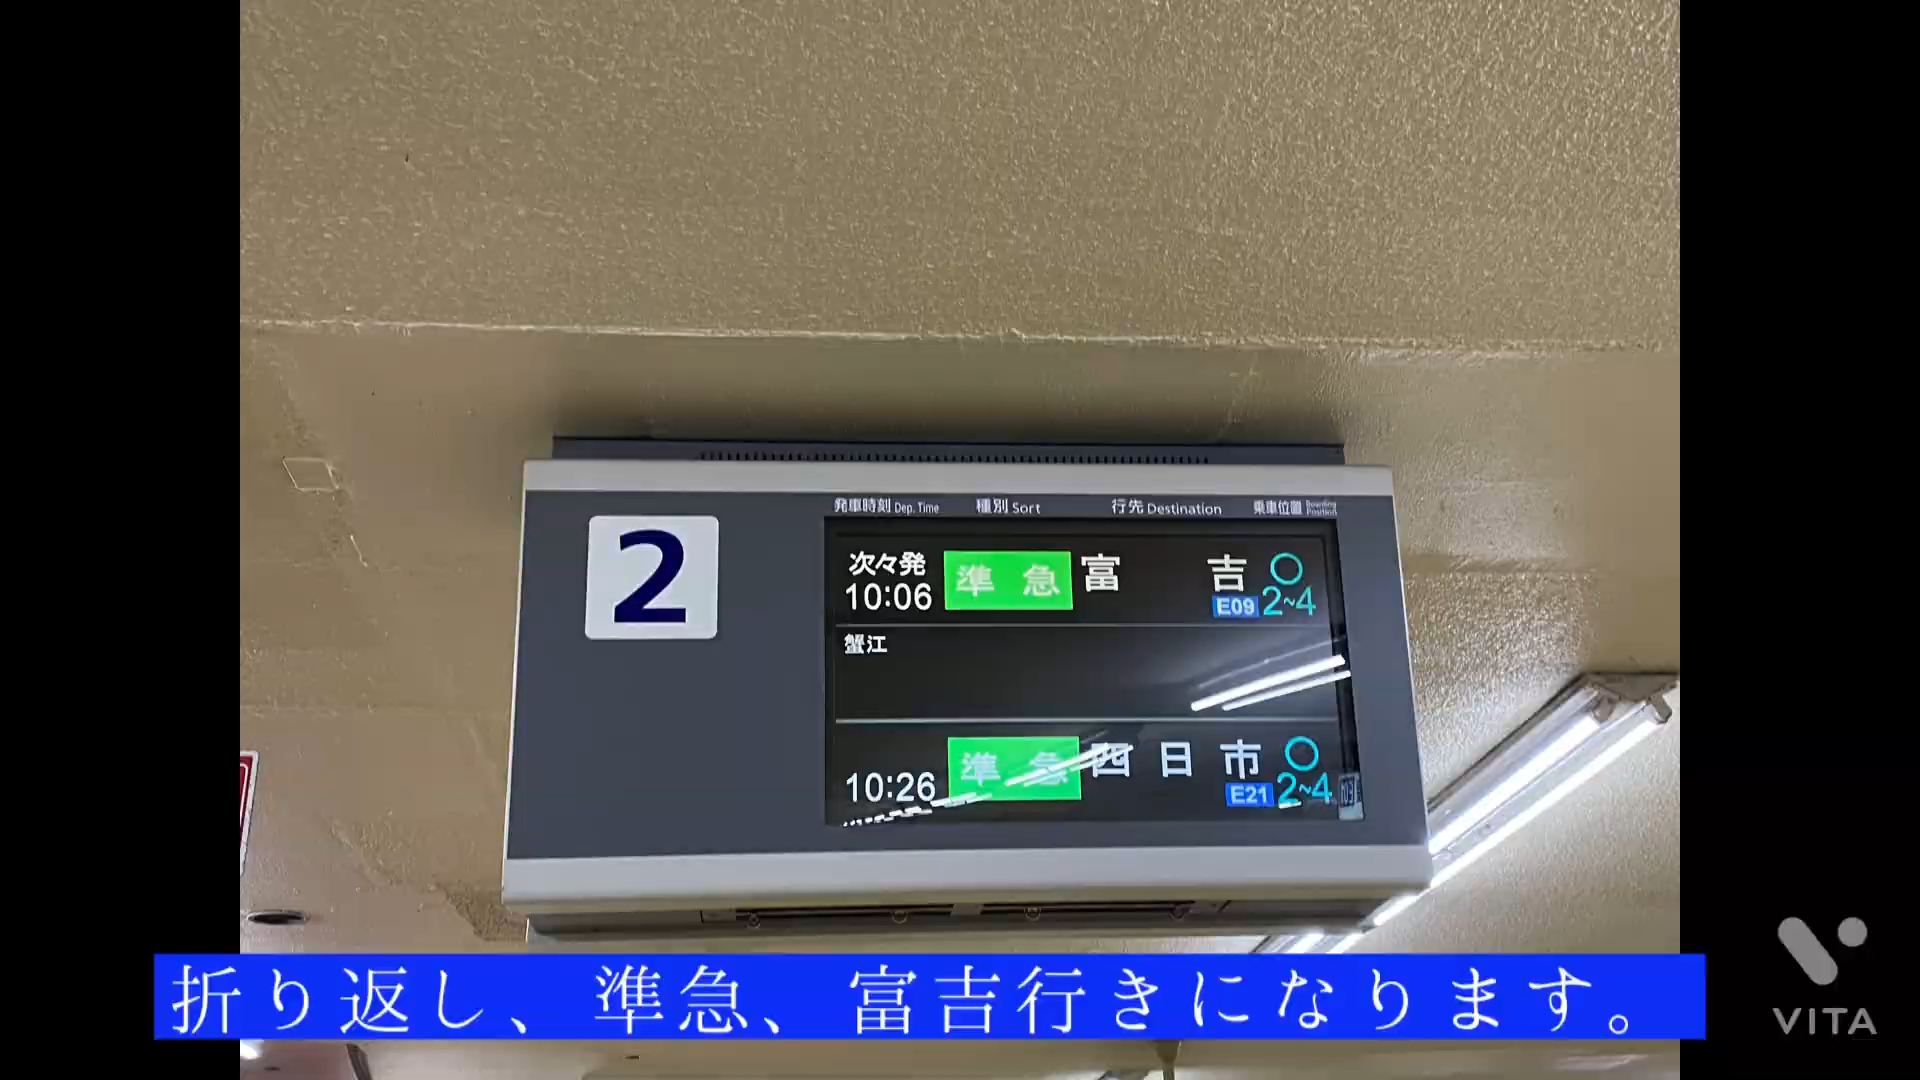 発車時刻 Dep. Time 種別 Sort 行先 Destination 乗車位置 Boarding Position
2
次々発
10:06 準急 富吉 ○
E09 2~4
蟹江
10:26 準急 四日市 ○
E21 2~4
折り返し、準急、富吉行きになります。
VITA